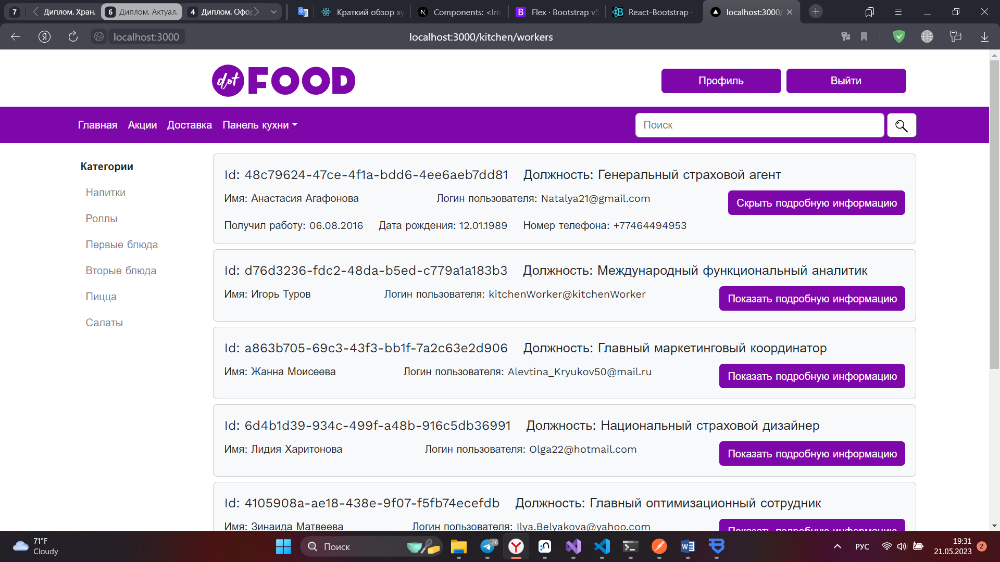 7
Диплом. Хран.
6
Диплом. Актуал.
4
Диплом. Офор
Краткий обзор ху
Components: <Im
Flex · Bootstrap v5
React-Bootstrap ·
localhost:3000/
localhost:3000
localhost:3000/kitchen/workers
dot FOOD
Профиль
Выйти
Главная
Акции
Доставка
Панель кухни
Поиск
Категории
Напитки
Роллы
Первые блюда
Вторые блюда
Пицца
Салаты
Id: 48c79624-47ce-4f1a-bdd6-4ee6aeb7dd81 Должность: Генеральный страховой агент
Имя: Анастасия Агафонова Логин пользователя: Natalya21@gmail.com
Скрыть подробную информацию
Получил работу: 06.08.2016 Дата рождения: 12.01.1989 Номер телефона: +77464494953
Id: d76d3236-fdc2-48da-b5ed-c779a1a183b3 Должность: Международный функциональный аналитик
Имя: Игорь Туров Логин пользователя: kitchenWorker@kitchenWorker
Показать подробную информацию
Id: a863b705-69c3-43f3-bb1f-7a2c63e2d906 Должность: Главный маркетинговый координатор
Имя: Жанна Моисеева Логин пользователя: Alevtina_Kryukov50@mail.ru
Показать подробную информацию
Id: 6d4b1d39-934c-499f-a48b-916c5db36991 Должность: Национальный страховой дизайнер
Имя: Лидия Харитонова Логин пользователя: Olga22@hotmail.com
Показать подробную информацию
Id: 4105908a-ae18-438e-9f07-f5fb74ecefdb Должность: Главный оптимизационный сотрудник
Имя: Зинаида Матвеева Логин пользователя: Ilya.Belyakova@yahoo.com
Показать подробную информацию
71°F
Cloudy
Поиск
..26
РУС
19:31
21.05.2023
2